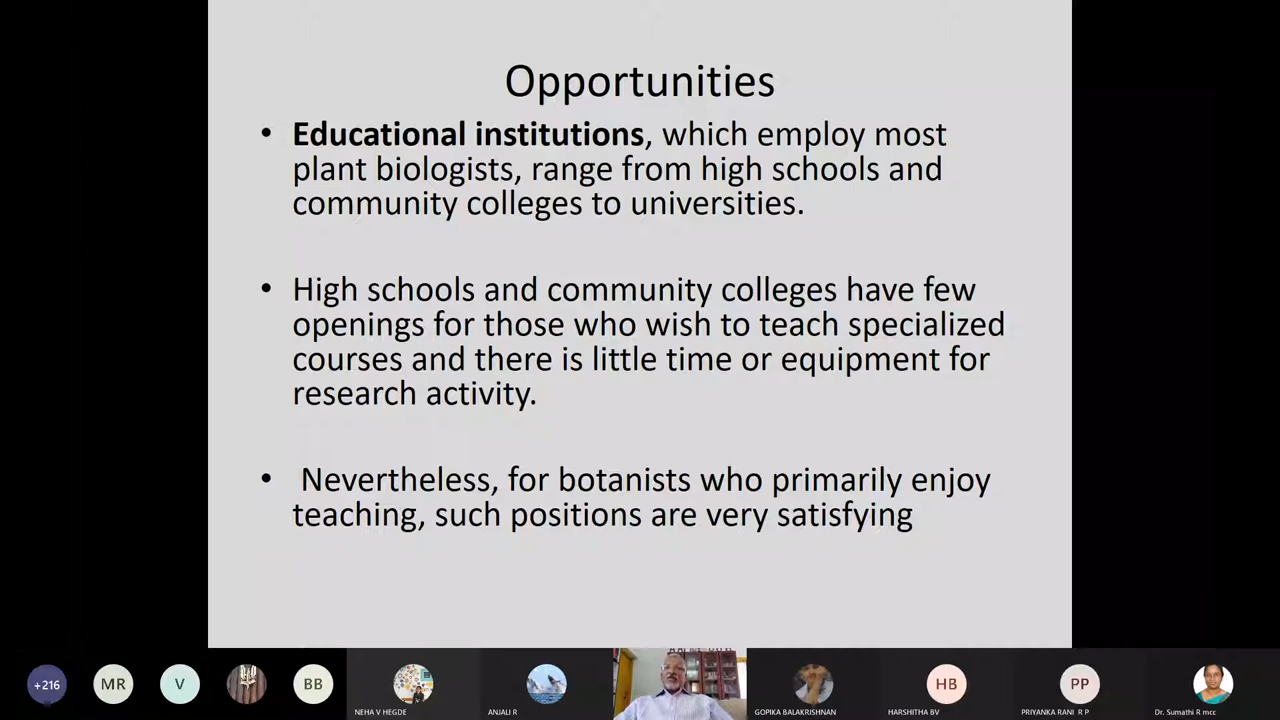 Opportunities
• Educational institutions, which employ most
plant biologists, range from high schools and
community colleges to universities.
• High schools and community colleges have few
openings for those who wish to teach specialized
courses and there is little time or equipment for
research activity.
• Nevertheless, for botanists who primarily enjoy
teaching, such positions are very satisfying
+216
MR
V
BB
HB
PP
NEHA V HEGDE
ANJALI R
GOPIKA BALAKRISHNAN
HARSHITHA BV
PRIYANKA RANI R P
Dr. Sumathi R mcc